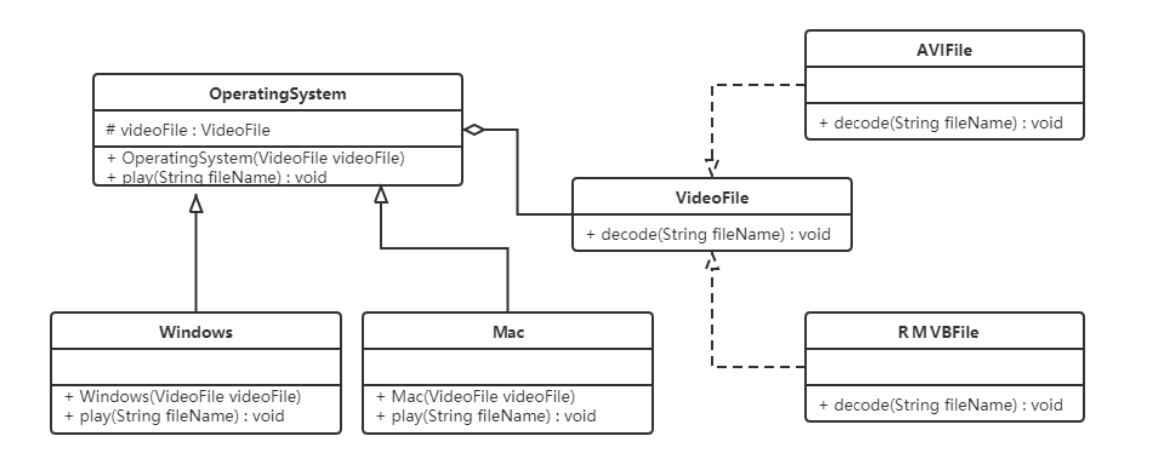 AVIFile
+ decode(String fileName) : void
OperatingSystem
# videoFile : VideoFile
+ OperatingSystem(VideoFile videoFile)
+ play(String fileName) : void
VideoFile
+ decode(String fileName) : void
Windows
+ Windows(VideoFile videoFile)
+ play(String fileName) : void
Mac
+ Mac(VideoFile videoFile)
+ play(String fileName) : void
RMVBFile
+ decode(String fileName) : void